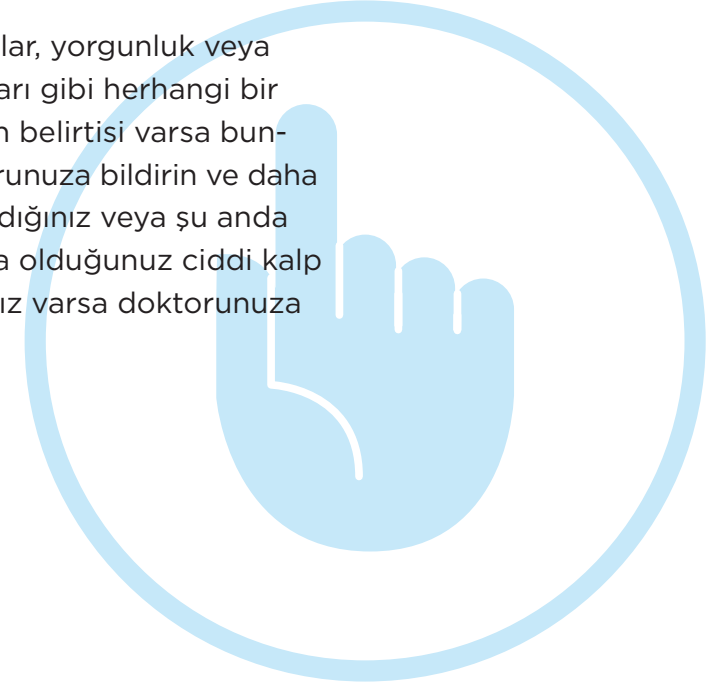 lar, yorgunluk veya
arı gibi herhangi bir
n belirtisi varsa bun-
runuza bildirin ve daha
dığınız veya şu anda
a olduğunuz ciddi kalp
ız varsa doktorunuza